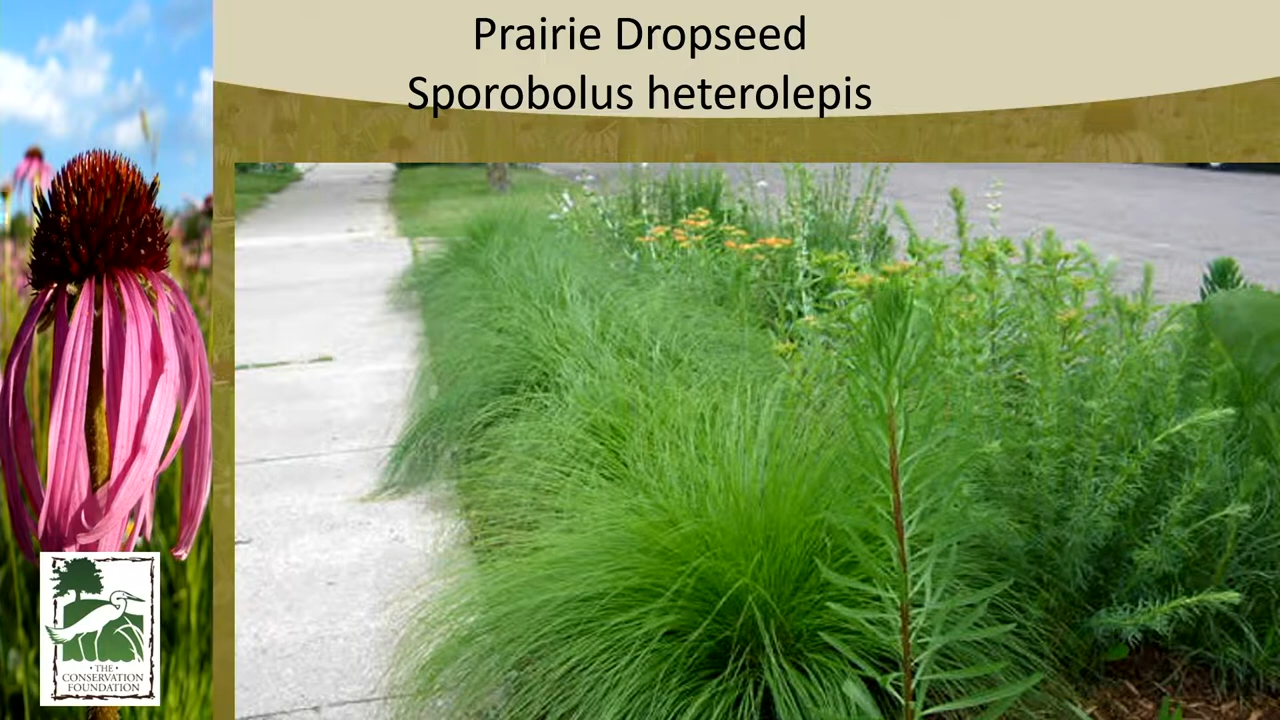 Prairie Dropseed
Sporobolus heterolepis
• THE •
CONSERVATION
FOUNDATION